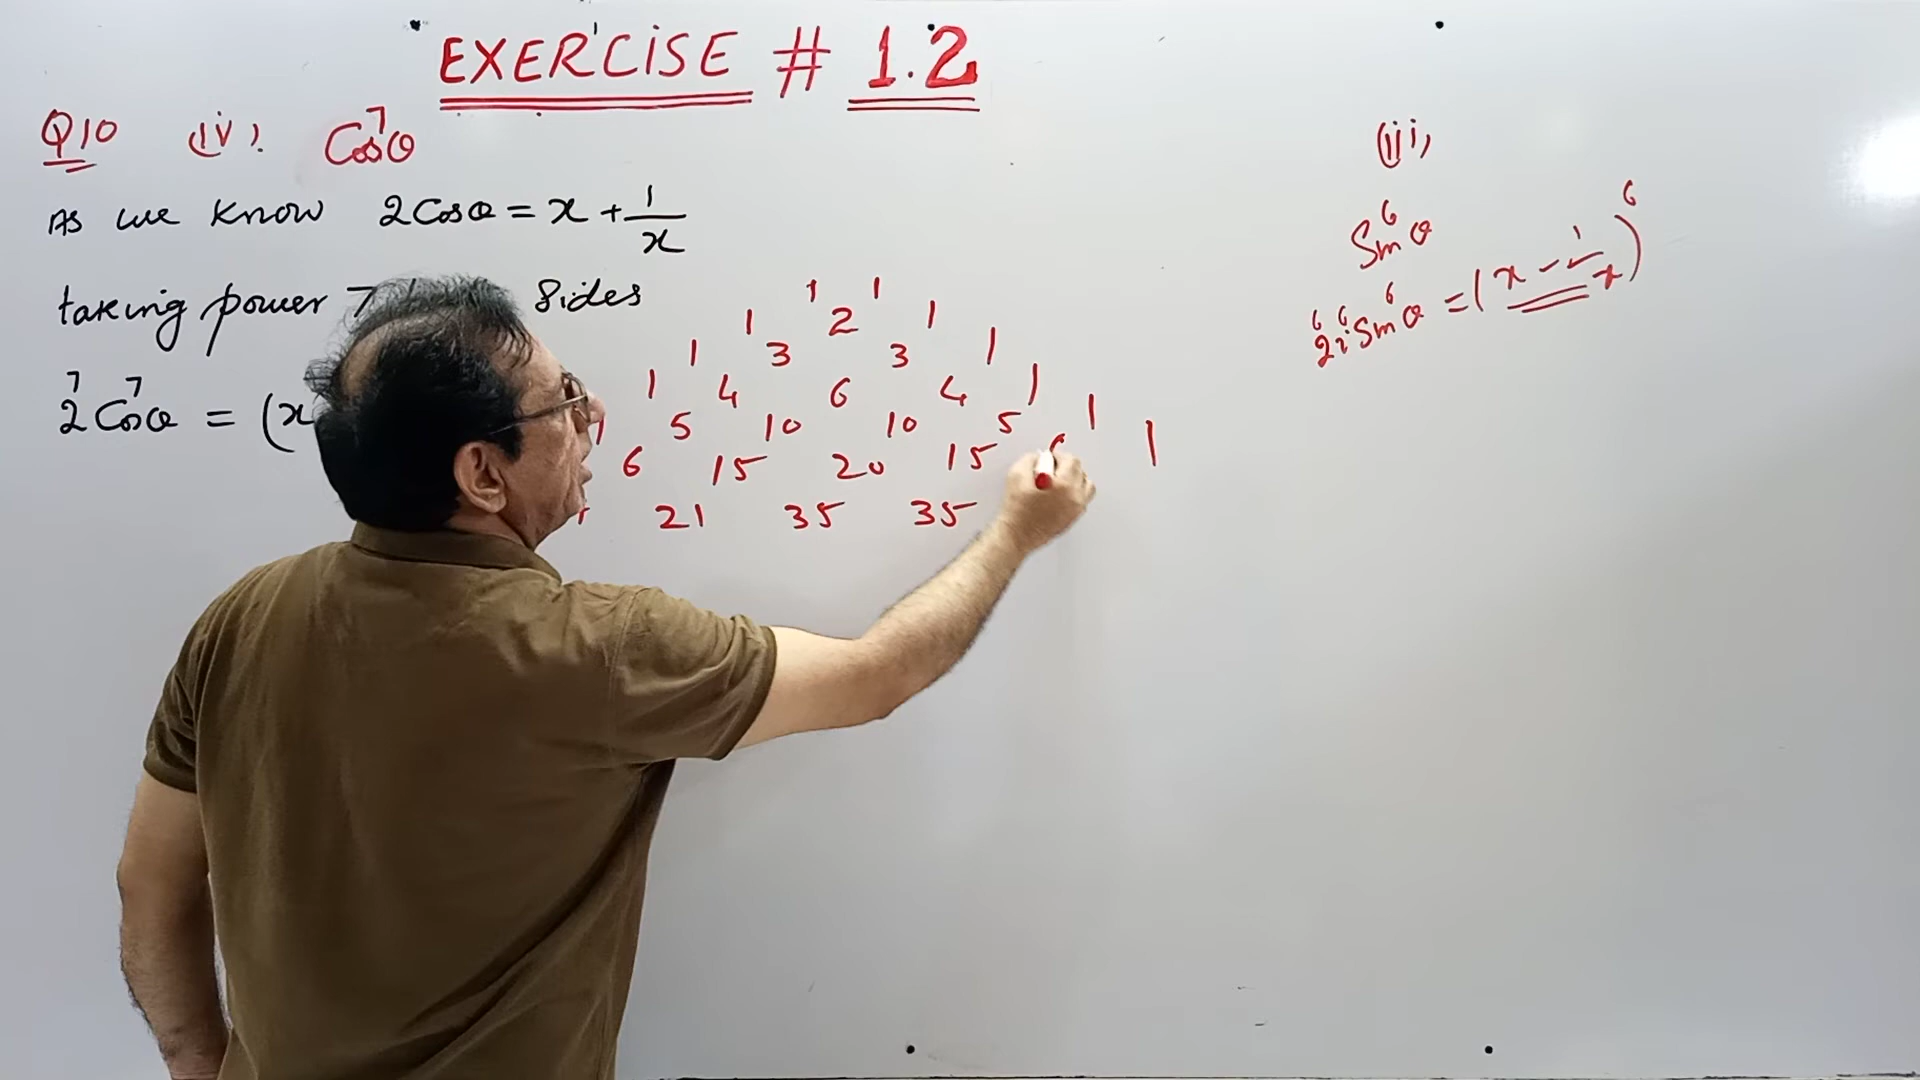 EXERCISE # 1.2
Q10 (iv). Cos⁷θ
As we know 2Cosθ = x + 1/x
taking power 7 Sides
2⁷Cos⁷θ = (x
1 1
1 2 1
1 3 3 1
1 4 6 4 1
1 5 10 10 5 1
6 15 20 15 6 1
21 35 35
(iii)
Sin⁶θ
2⁶i⁶Sin⁶θ = (x - 1/x)⁶